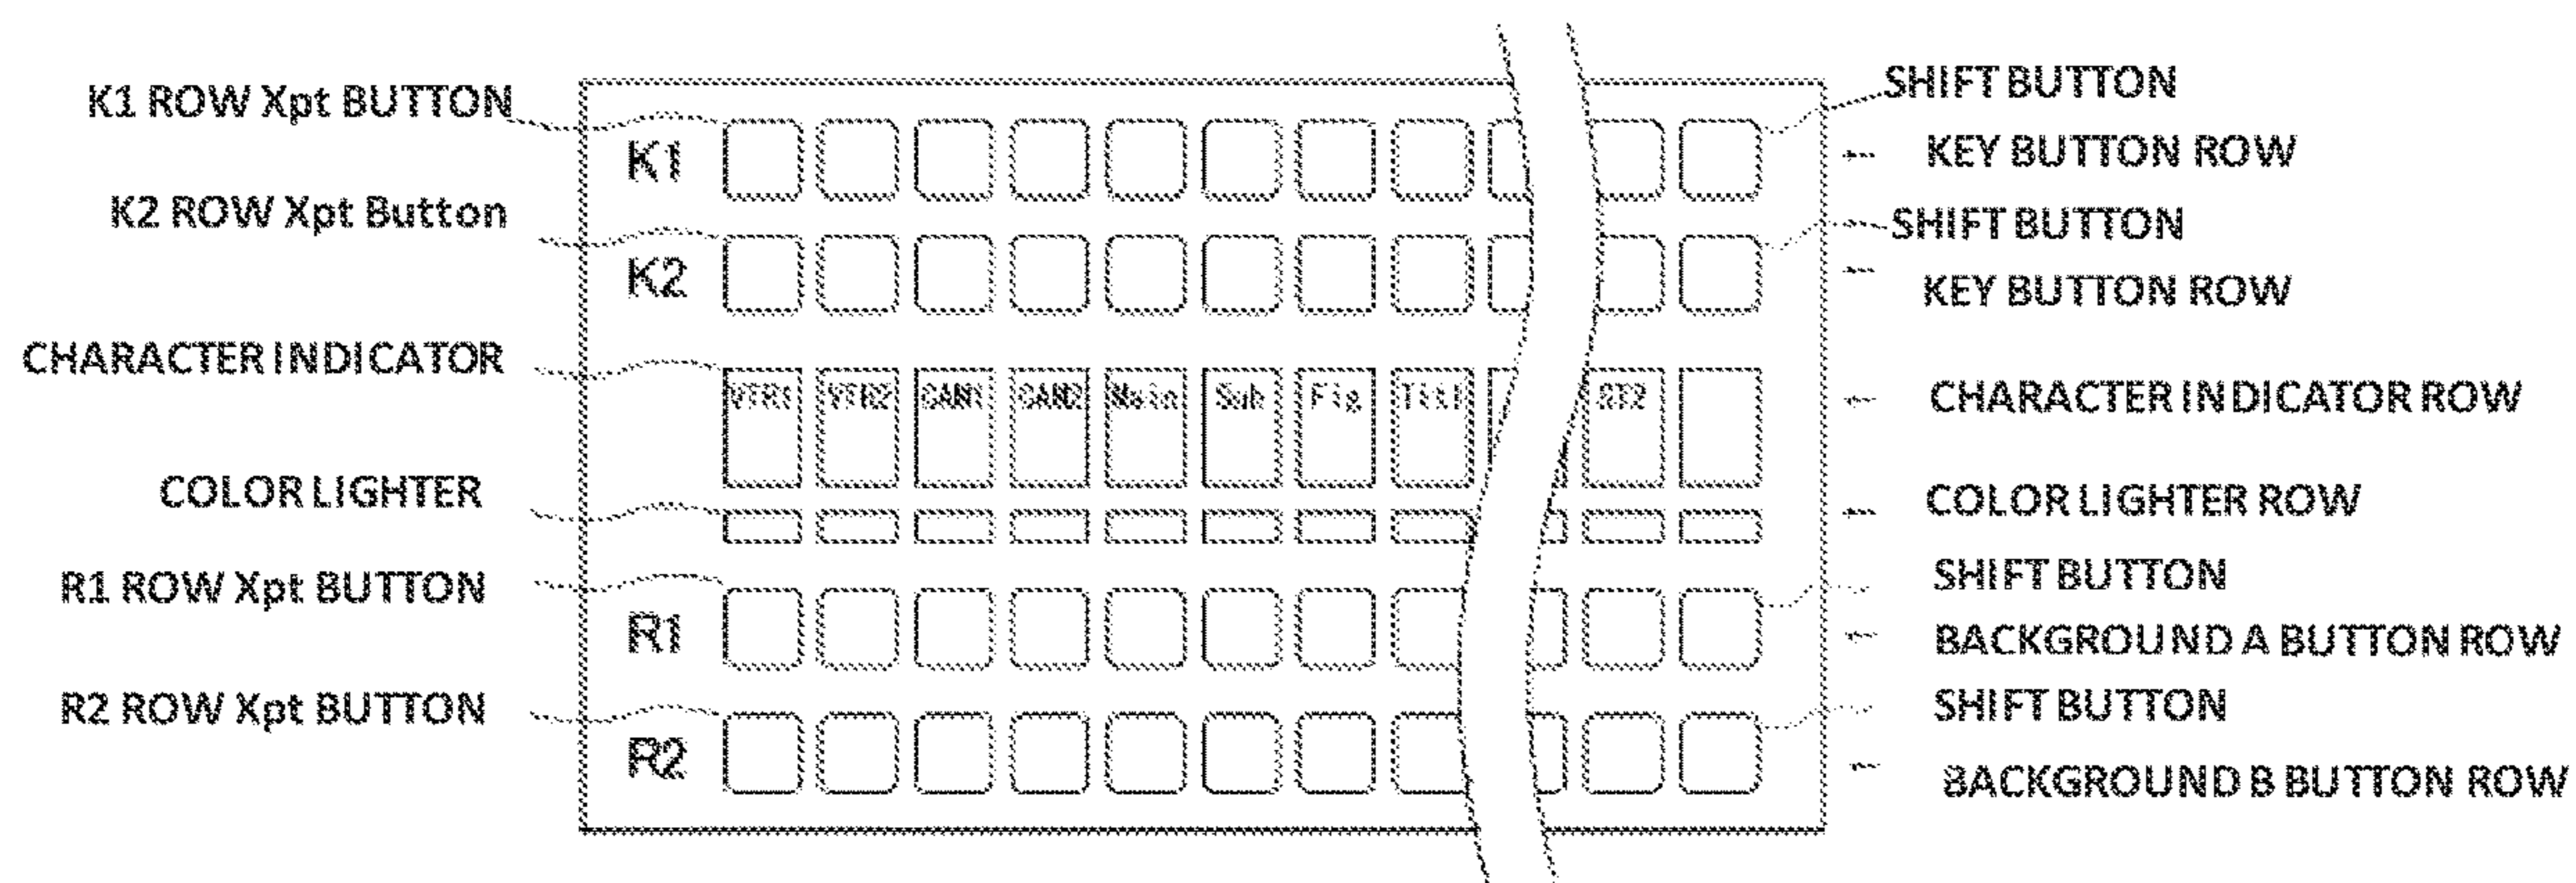 K1 ROW Xpt BUTTON
SHIFT BUTTON
K1
KEY BUTTON ROW
K2 ROW Xpt Button
SHIFT BUTTON
K2
KEY BUTTON ROW
CHARACTER INDICATOR
VTR1 VTR2 CAM1 CAM2 Main Sub Fig Titl RT2
CHARACTER INDICATOR ROW
COLOR LIGHTER
COLOR LIGHTER ROW
R1 ROW Xpt BUTTON
SHIFT BUTTON
R1
BACKGROUND A BUTTON ROW
R2 ROW Xpt BUTTON
SHIFT BUTTON
R2
BACKGROUND B BUTTON ROW